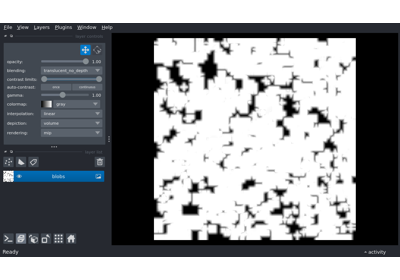 File View Layers Plugins Window Help
opacity: 1.00
blending: translucent_no_depth
contrast limits:
auto-contrast: once continuous
gamma: 1.00
colormap: gray
interpolation: linear
depiction: volume
rendering: mip
blobs
Ready
activity